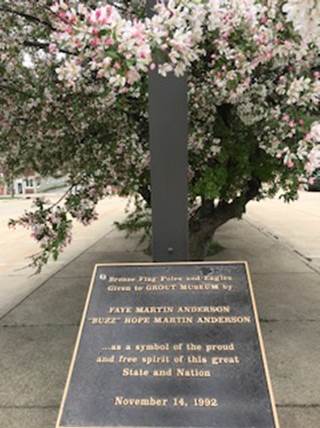 Bronze Flag Poles and Eagles
Given to GROUT MUSEUM by
FAYE MARTIN ANDERSON
"BUZZ" HOPE MARTIN ANDERSON
...as a symbol of the proud
and free spirit of this great
State and Nation
November 14, 1992